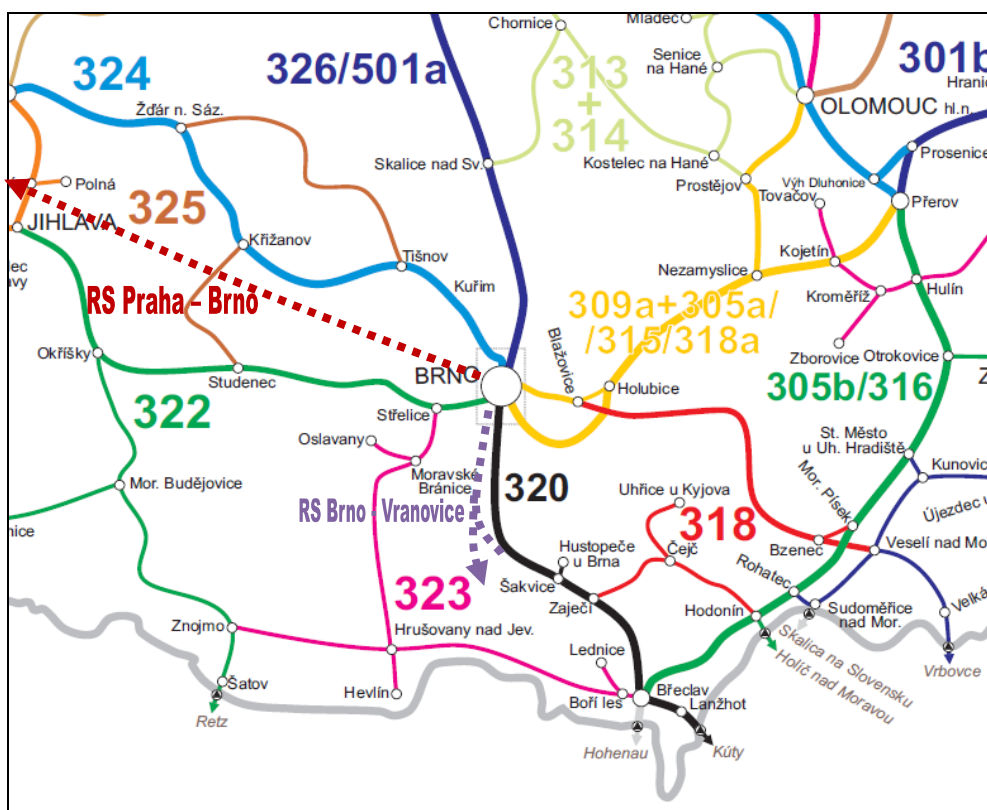 Chornice
Mladeč
324
326/501a
313
+
314
Senice
na Hané
301b
Hranic
hl.n.
OLOMOUC
Žďár n. Sáz.
Prosenice
Skalice nad Sv.
Kostelec na Hané
Polná
325
Prostějov
Výh Dluhonice
Tovačov
Přerov
JIHLAVA
Křižanov
Tišnov
Kojetín
Kuřim
Nezamyslice
Hulín
RS Praha – Brno
309a+305a/
/315/318a
Kroměříž
Blažovice
Zborovice
Otrokovice
Okříšky
Studenec
BRNO
Holubice
305b/316
322
Střelice
Oslavany
Moravské
Bránice
St. Město
u Uh. Hradiště
Kunovic
Mor. Budějovice
320
Uhřice u Kyjova
Mor. Písek
RS Brno - Vranovice
318
Újezdec u
nice
Bzenec
Veselí nad Mo
Hustopeče
u Brna
Čejč
Rohatec
Šakvice
323
Zaječí
Hodonín
Sudoměřice
nad Mor.
Velká
Znojmo
Hrušovany nad Jev.
Skalica na Slovensku
Holíč nad Moravou
Lednice
Vrbovce
Šatov
Hevlín
Boří les
Břeclav
Lanžhot
Retz
Hohenau
Kúty